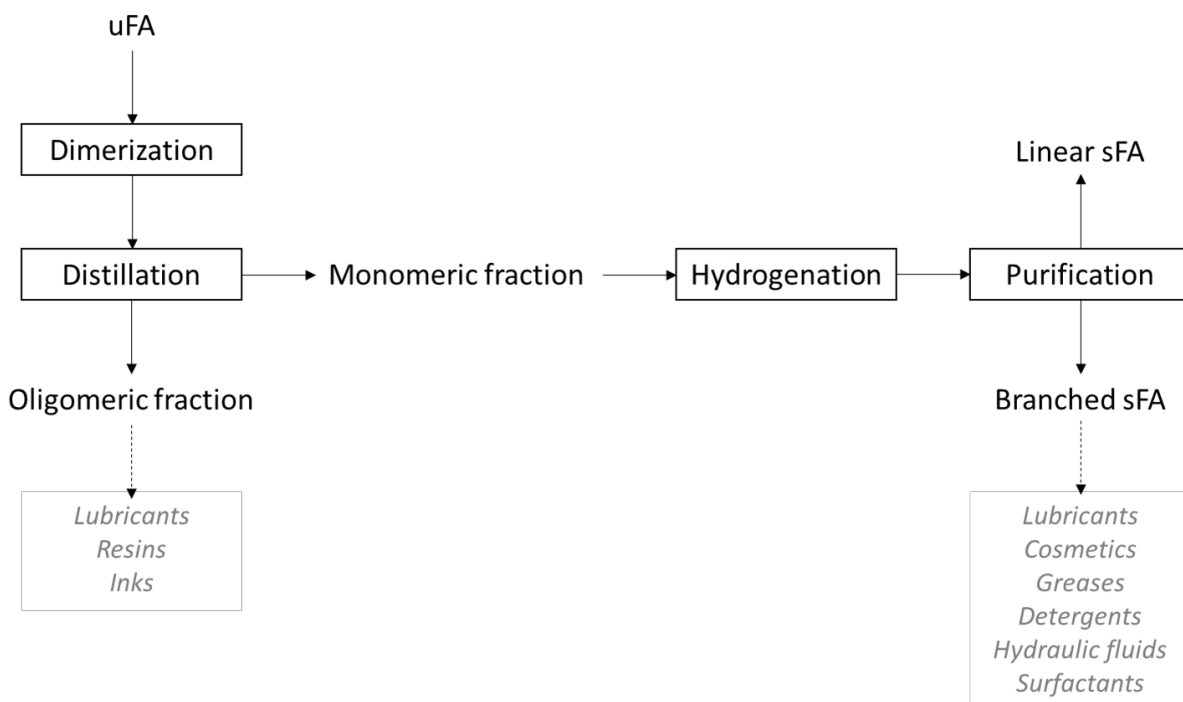 uFA
Dimerization
Linear sFA
Distillation
Monomeric fraction
Hydrogenation
Purification
Oligomeric fraction
Branched sFA
Lubricants
Resins
Inks
Lubricants
Cosmetics
Greases
Detergents
Hydraulic fluids
Surfactants